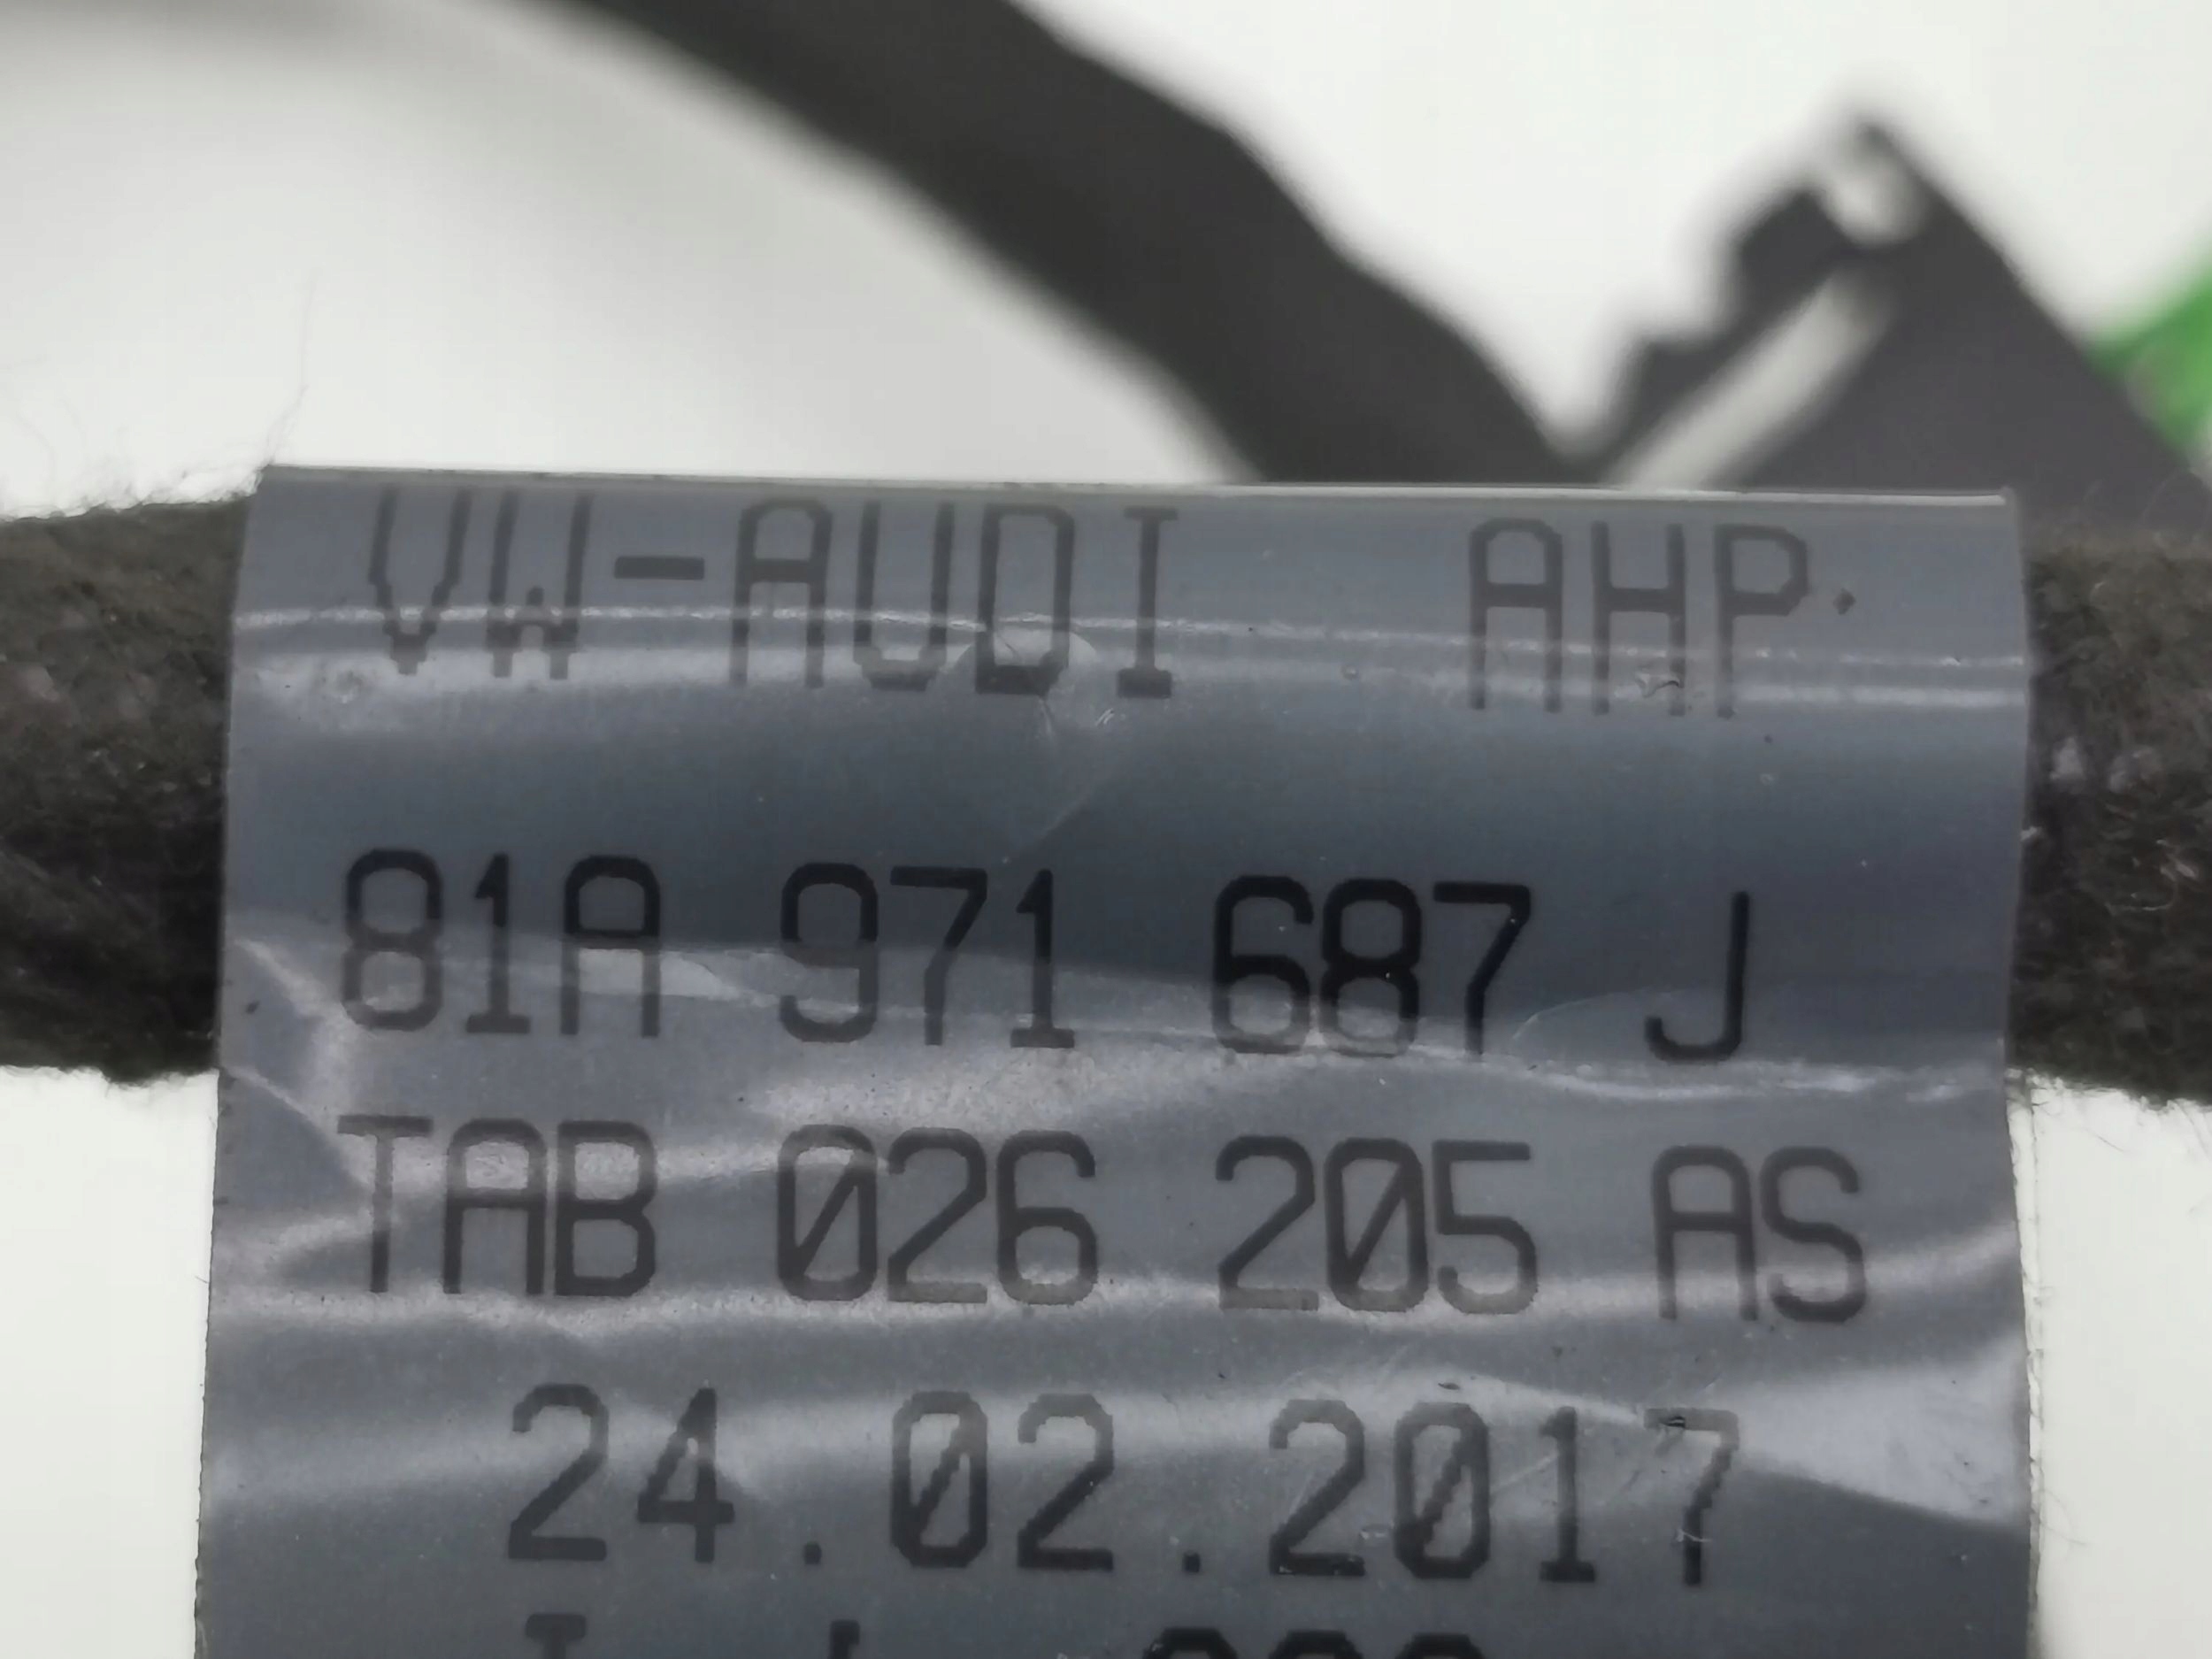 VW-AUDI AHP
81A 971 687 J
TAB 026 205 AS
24.02.2017